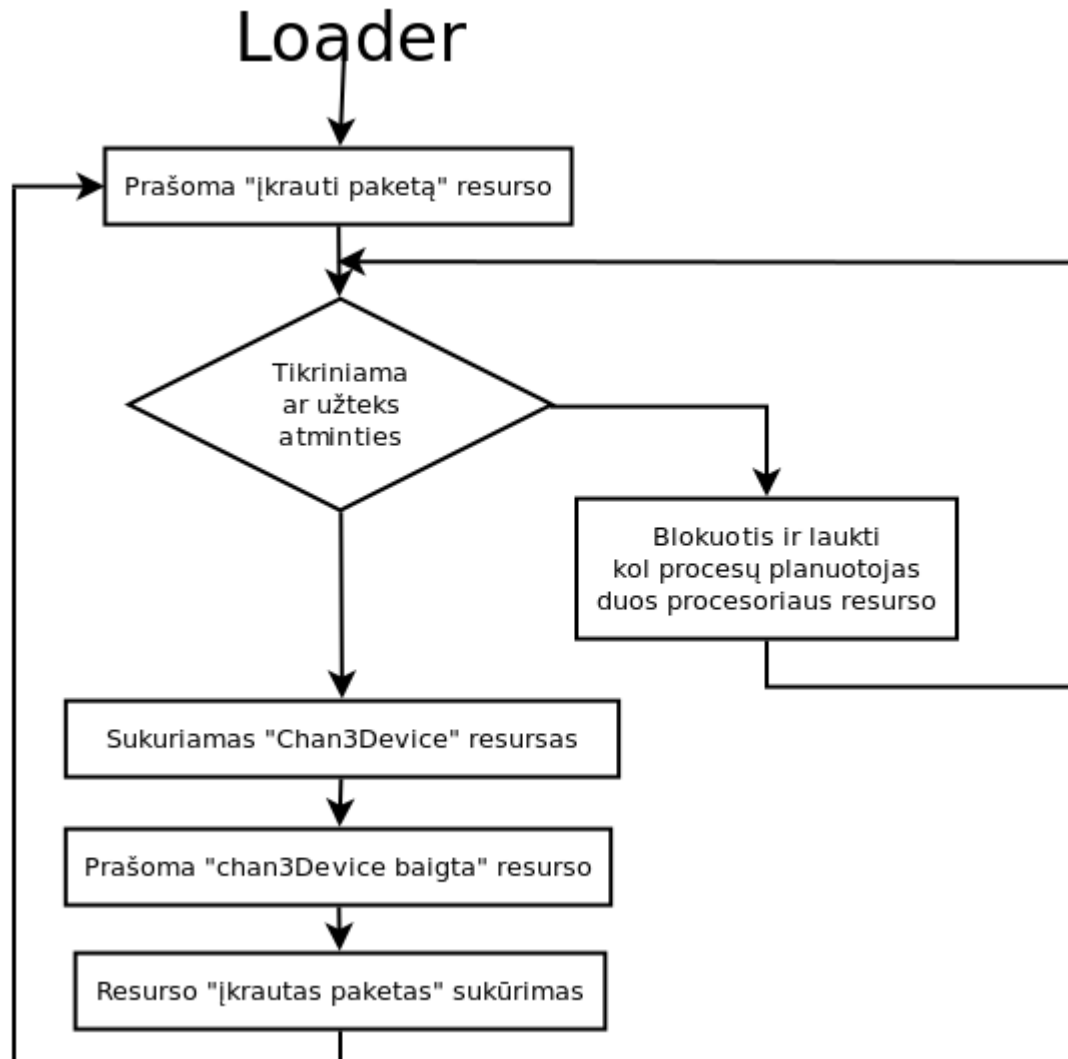 Loader
Prašoma "įkrauti paketą" resurso
Tikriniama
ar užteks
atminties
Blokuotis ir laukti
kol procesų planuotojas
duos procesoriaus resurso
Sukuriamas "Chan3Device" resursas
Prašoma "chan3Device baigta" resurso
Resurso "įkrautas paketas" sukūrimas